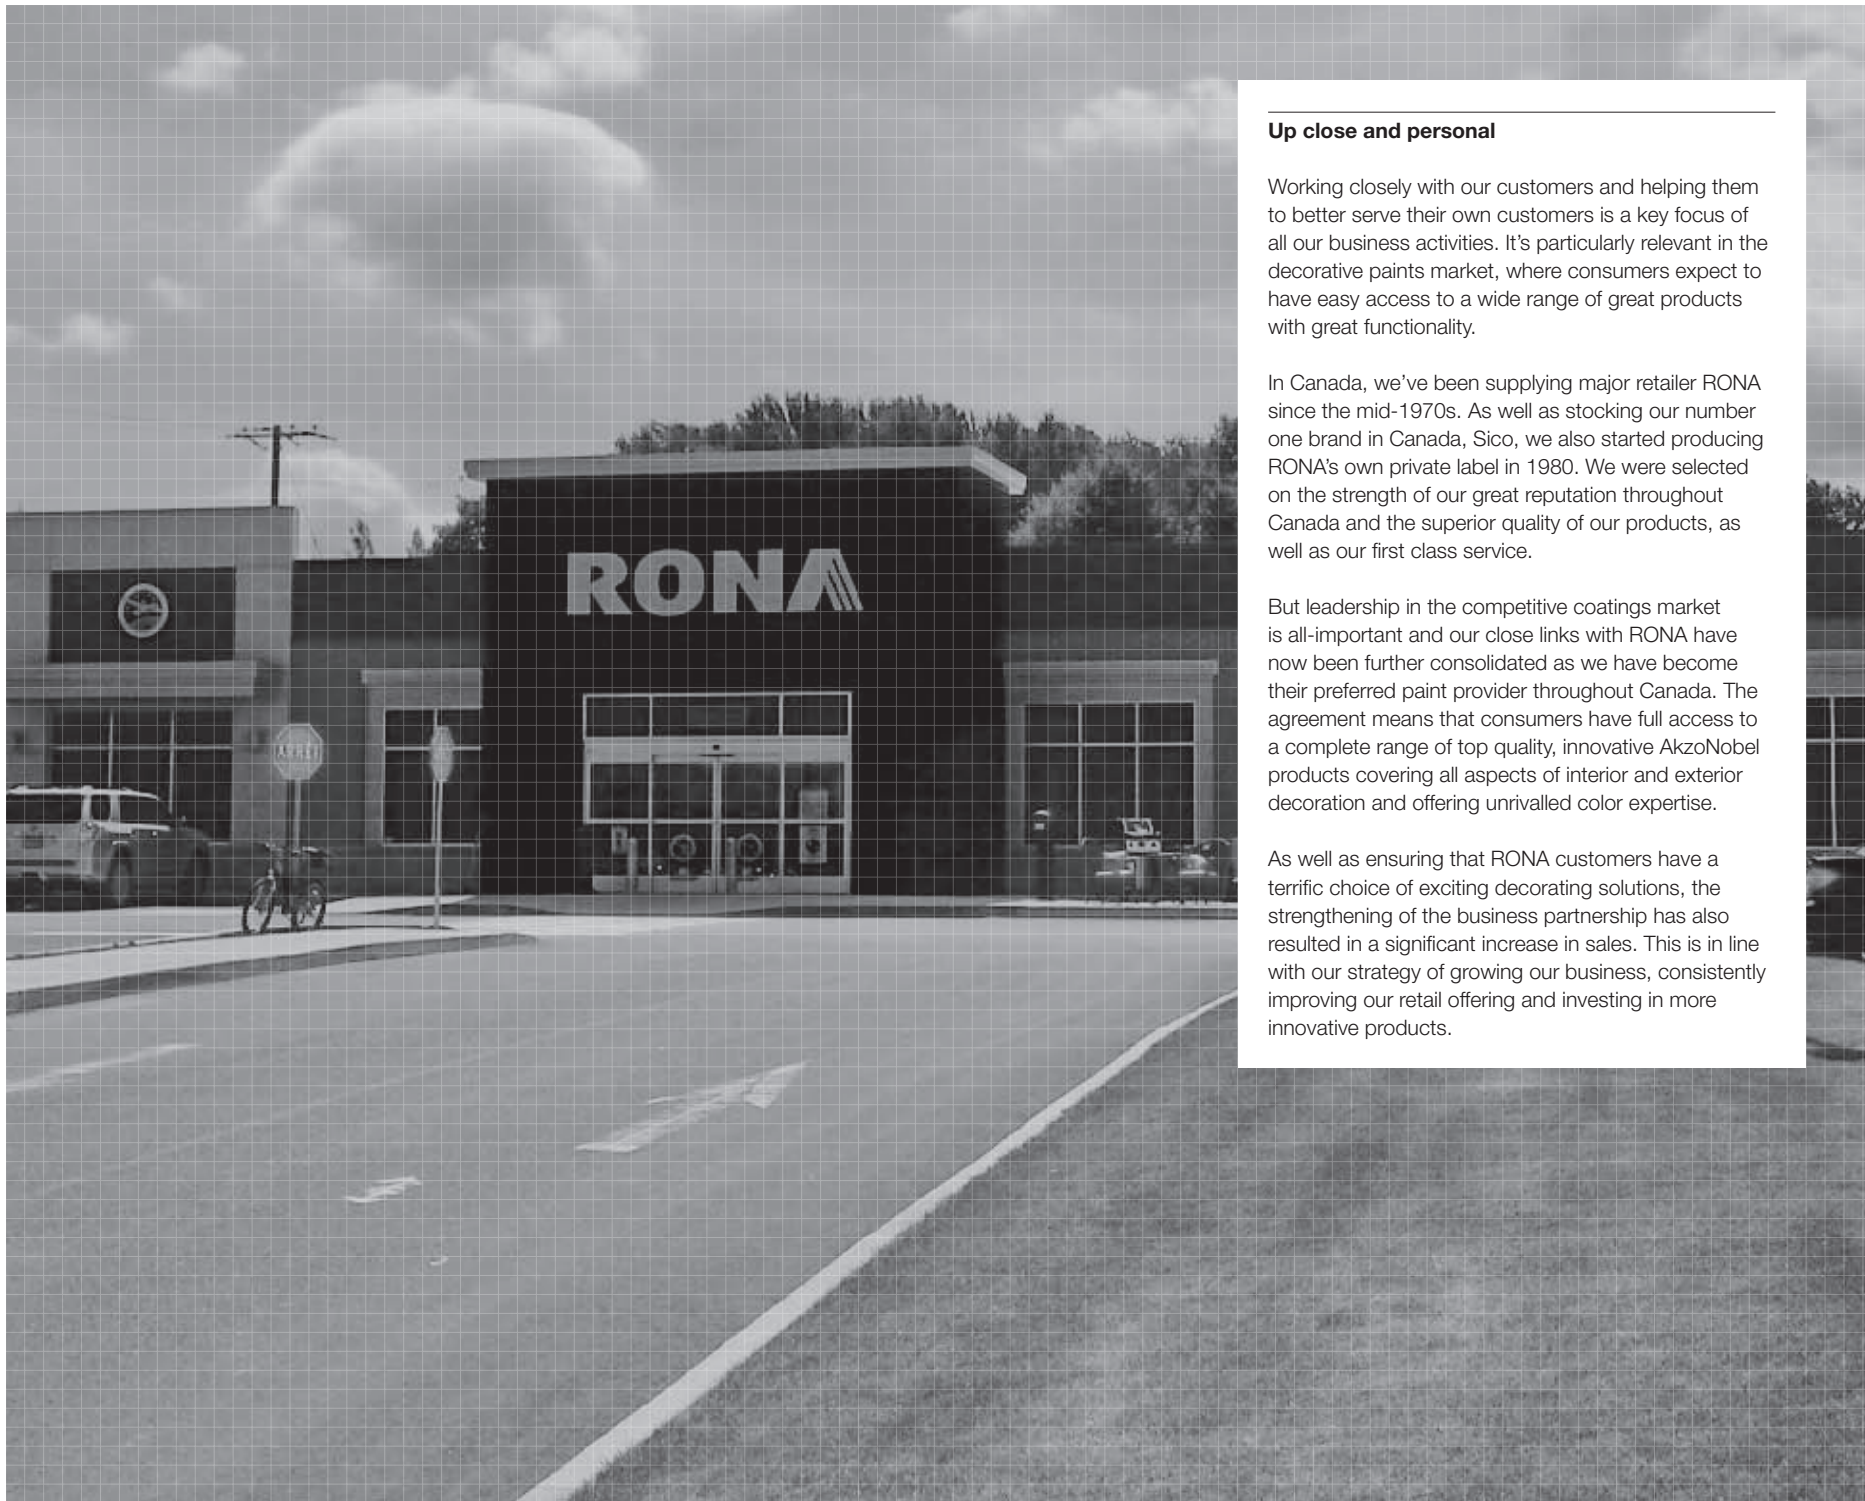 Up close and personal
Working closely with our customers and helping them
to better serve their own customers is a key focus of
all our business activities. It's particularly relevant in the
decorative paints market, where consumers expect to
have easy access to a wide range of great products
with great functionality.
In Canada, we've been supplying major retailer RONA
since the mid-1970s. As well as stocking our number
one brand in Canada, Sico, we also started producing
RONA's own private label in 1980. We were selected
on the strength of our great reputation throughout
Canada and the superior quality of our products, as
well as our first class service.
But leadership in the competitive coatings market
is all-important and our close links with RONA have
now been further consolidated as we have become
their preferred paint provider throughout Canada. The
agreement means that consumers have full access to
a complete range of top quality, innovative AkzoNobel
products covering all aspects of interior and exterior
decoration and offering unrivalled color expertise.
As well as ensuring that RONA customers have a
terrific choice of exciting decorating solutions, the
strengthening of the business partnership has also
resulted in a significant increase in sales. This is in line
with our strategy of growing our business, consistently
improving our retail offering and investing in more
innovative products.
RONA
ARRÊT